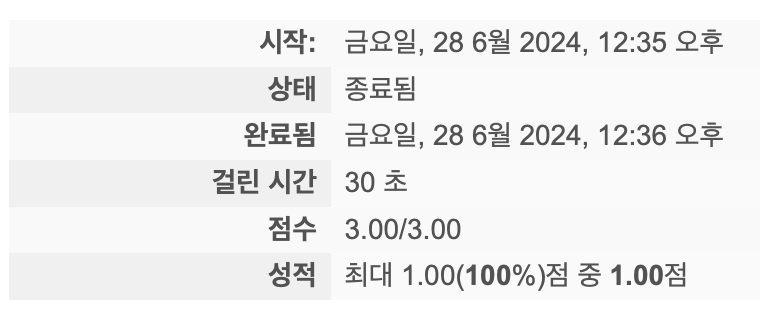 시작: 금요일, 28 6월 2024, 12:35 오후
상태 종료됨
완료됨 금요일, 28 6월 2024, 12:36 오후
걸린 시간 30 초
점수 3.00/3.00
성적 최대 1.00(100%)점 중 1.00점